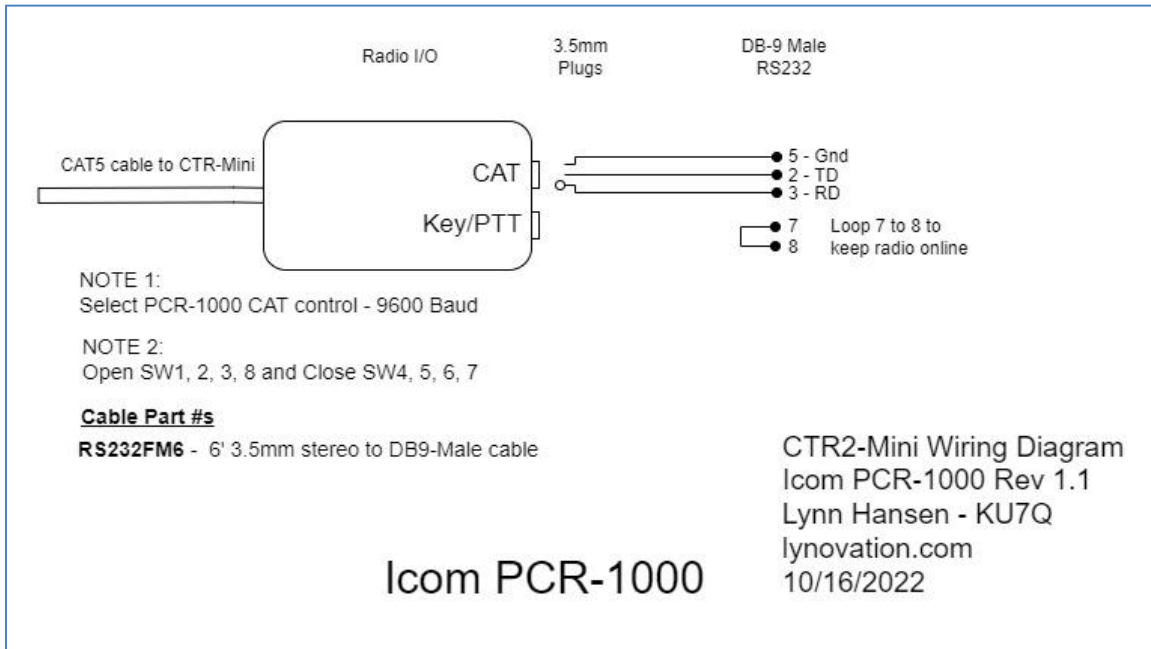 Radio I/O
3.5mm
Plugs
DB-9 Male
RS232
CAT5 cable to CTR-Mini
CAT
Key/PTT
5 - Gnd
2 - TD
3 - RD
7
8
Loop 7 to 8 to
keep radio online
NOTE 1:
Select PCR-1000 CAT control - 9600 Baud
NOTE 2:
Open SW1, 2, 3, 8 and Close SW4, 5, 6, 7
Cable Part #s
RS232FM6 - 6' 3.5mm stereo to DB9-Male cable
CTR2-Mini Wiring Diagram
Icom PCR-1000 Rev 1.1
Lynn Hansen - KU7Q
lynovation.com
10/16/2022
Icom PCR-1000